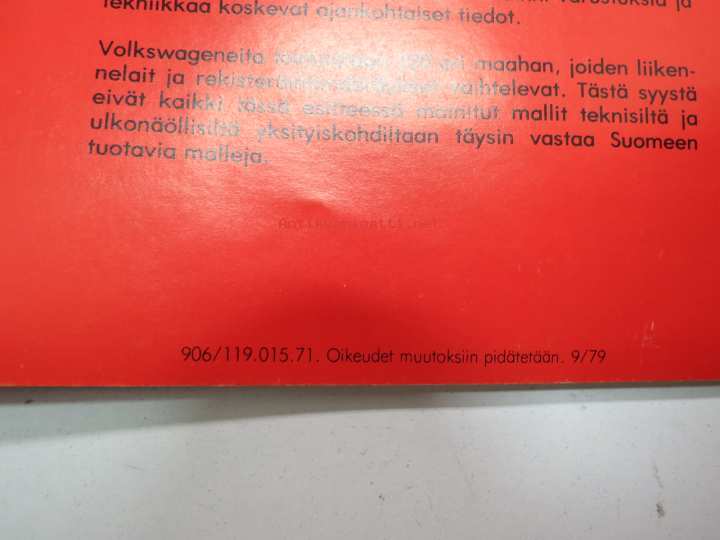 tekniikkaa koskevat ajankohtaiset tiedot.
Volkswageneita maahan, joiden liiken-
nelait ja vaihtelevat. Tästä syystä
eivät kaikki tässä esitteessä mainitut mallit teknisiltä ja
ulkonäöllisiltä yksityiskohdiltaan täysin vastaa Suomeen
tuotavia malleja.
906/119.015.71. Oikeudet muutoksiin pidätetään. 9/79